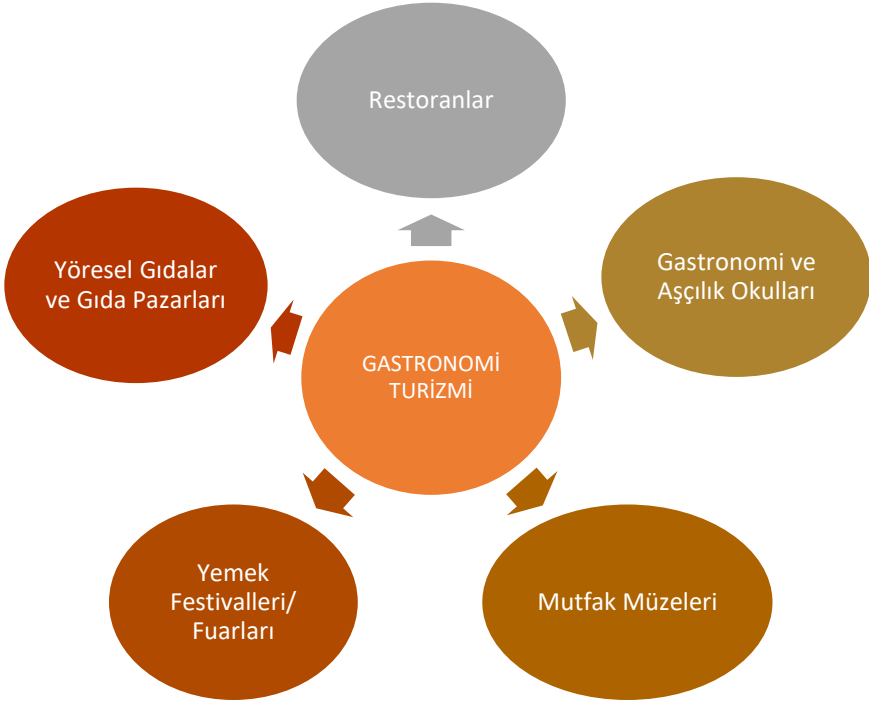 Restoranlar
Yöresel Gıdalar
ve Gıda Pazarları
Gastronomi ve
Aşçılık Okulları
GASTRONOMİ
TURİZMİ
Yemek
Festivalleri/
Fuarları
Mutfak Müzeleri